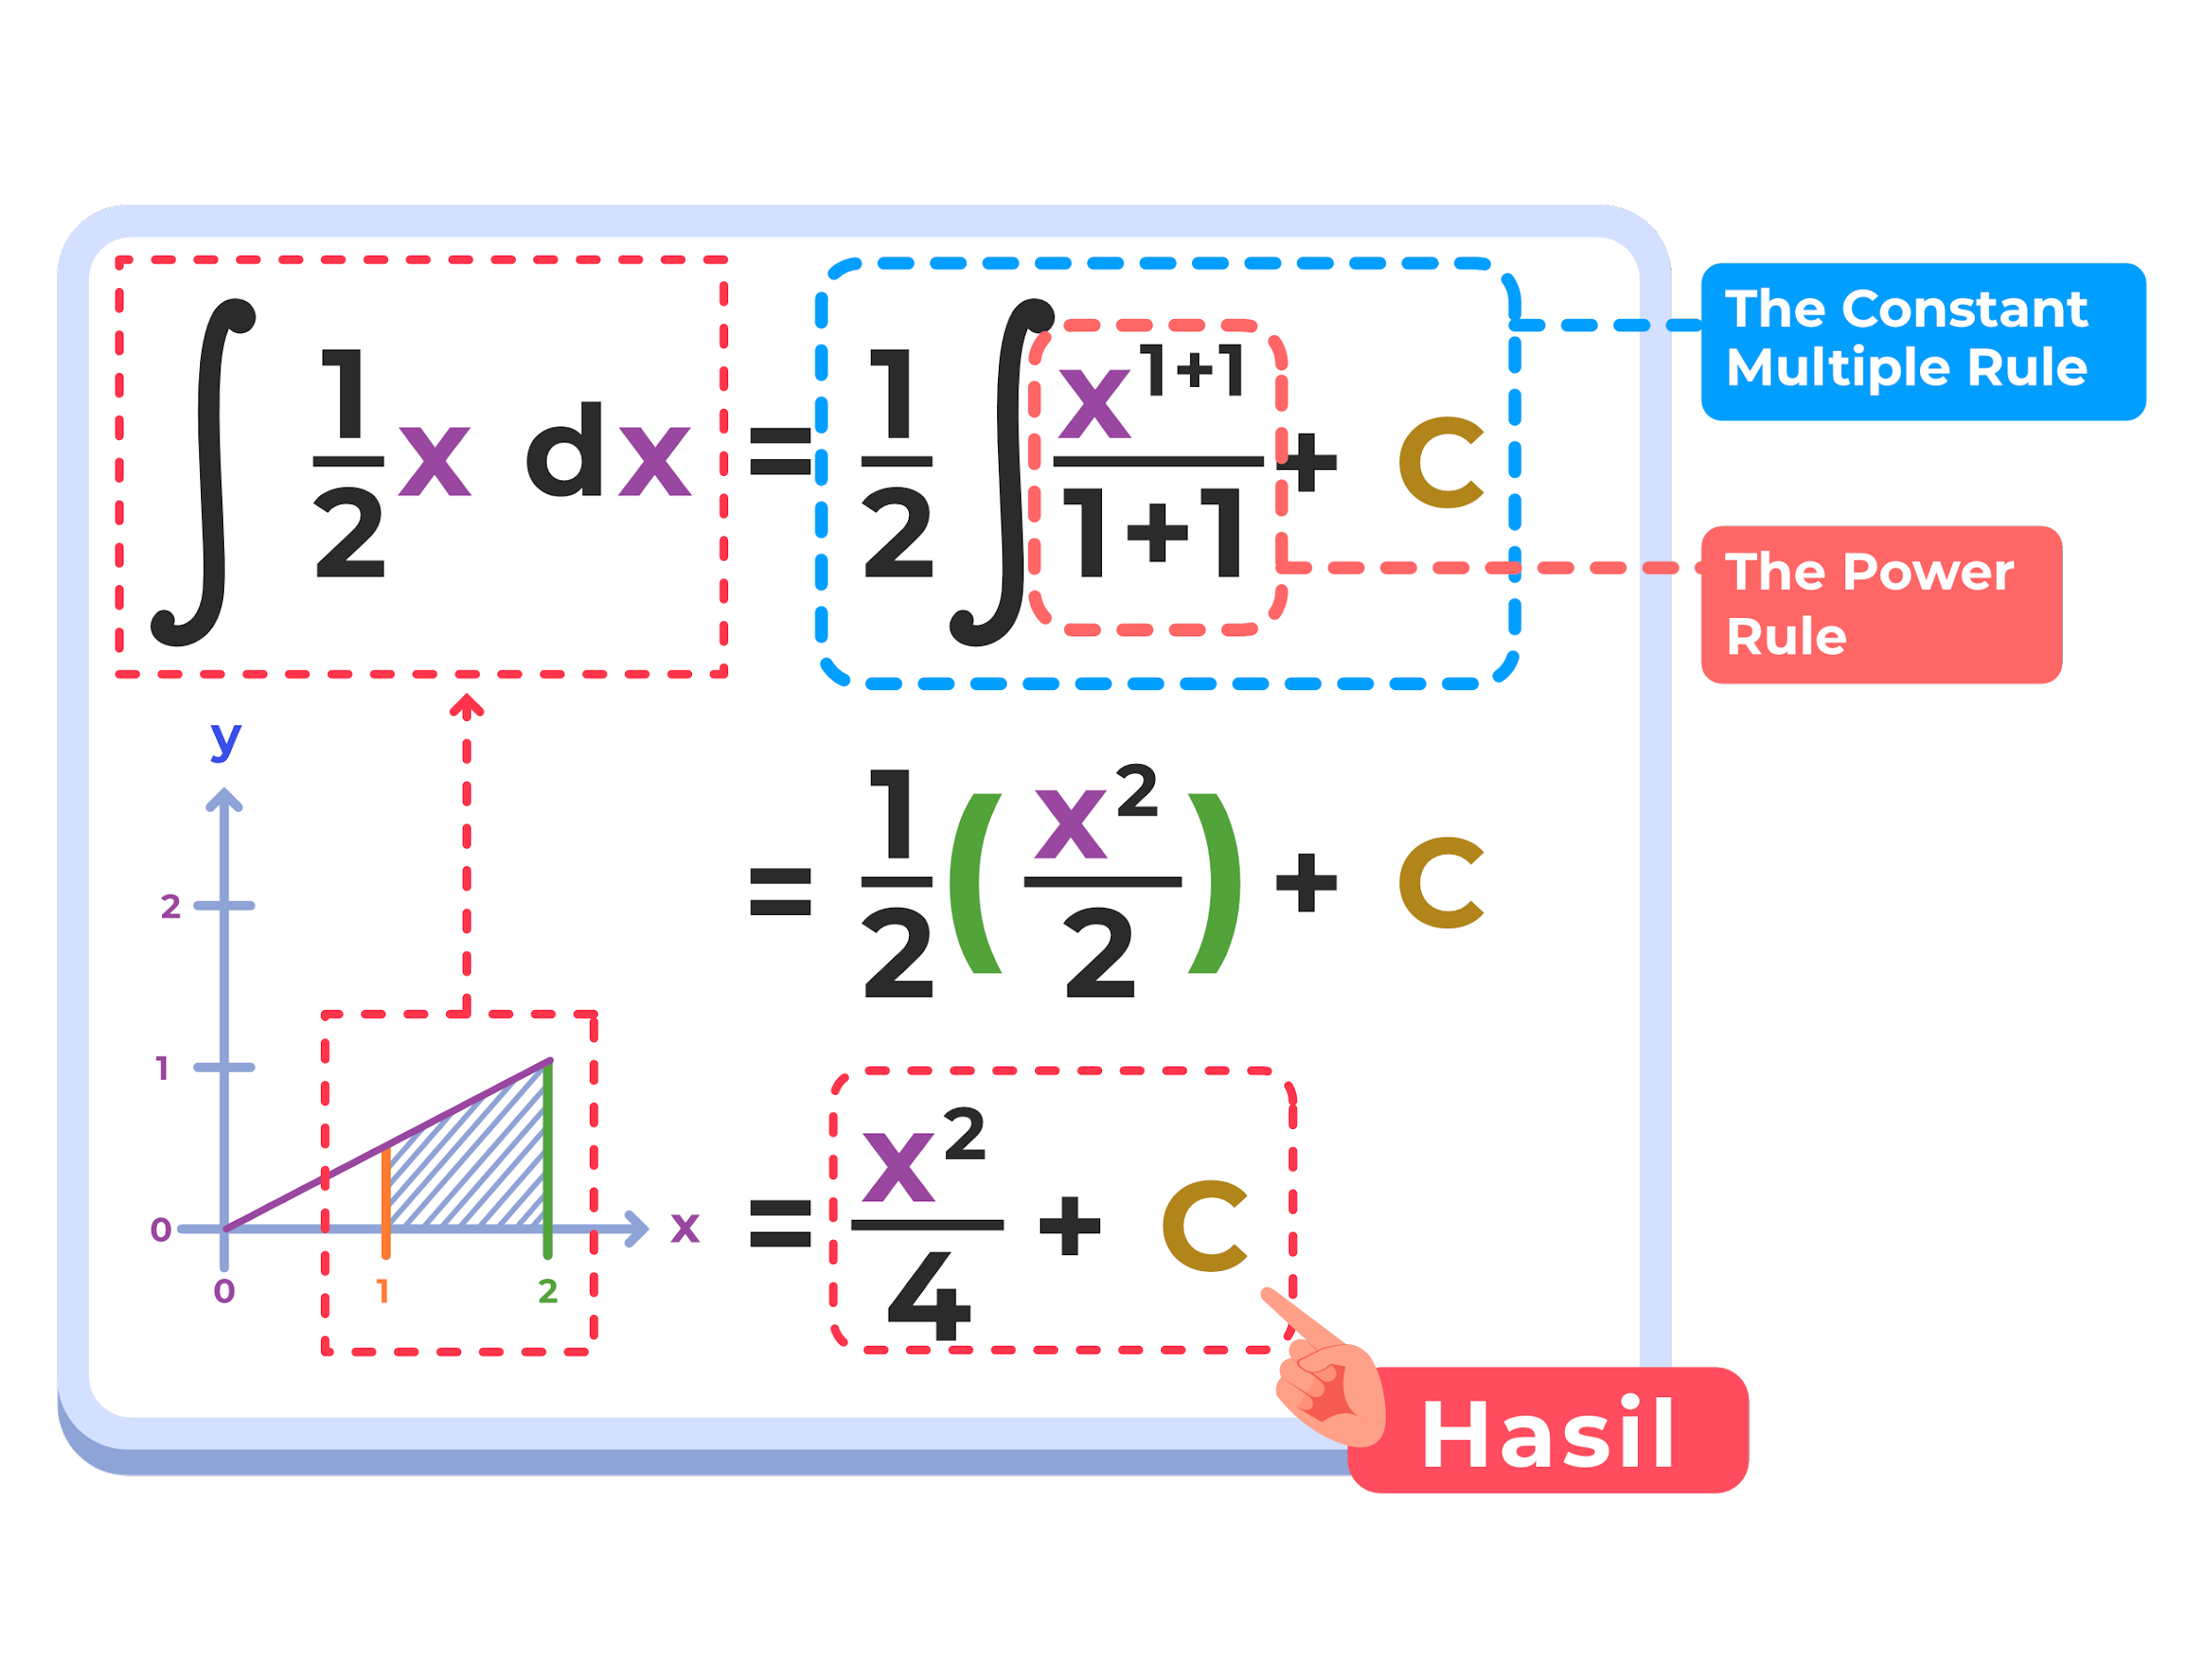 ∫ 1/2 x dx = 1/2 ∫ x^(1+1)/(1+1) + C
The Constant
Multiple Rule
The Power
Rule
= 1/2 ( x²/2 ) + C
= x²/4 + C
y
2
1
0
x
0 1 2
Hasil